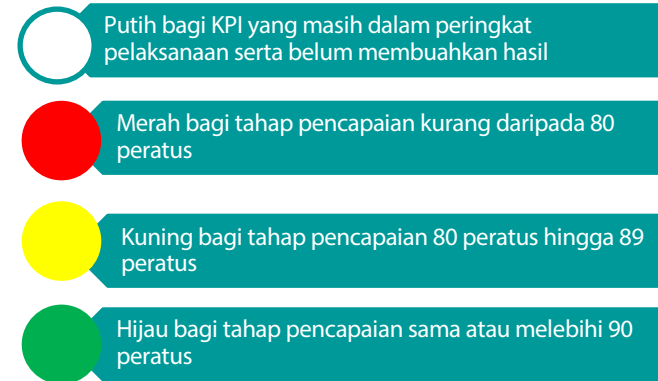 Putih bagi KPI yang masih dalam peringkat
pelaksanaan serta belum membuahkan hasil
Merah bagi tahap pencapaian kurang daripada 80
peratus
Kuning bagi tahap pencapaian 80 peratus hingga 89
peratus
Hijau bagi tahap pencapaian sama atau melebihi 90
peratus